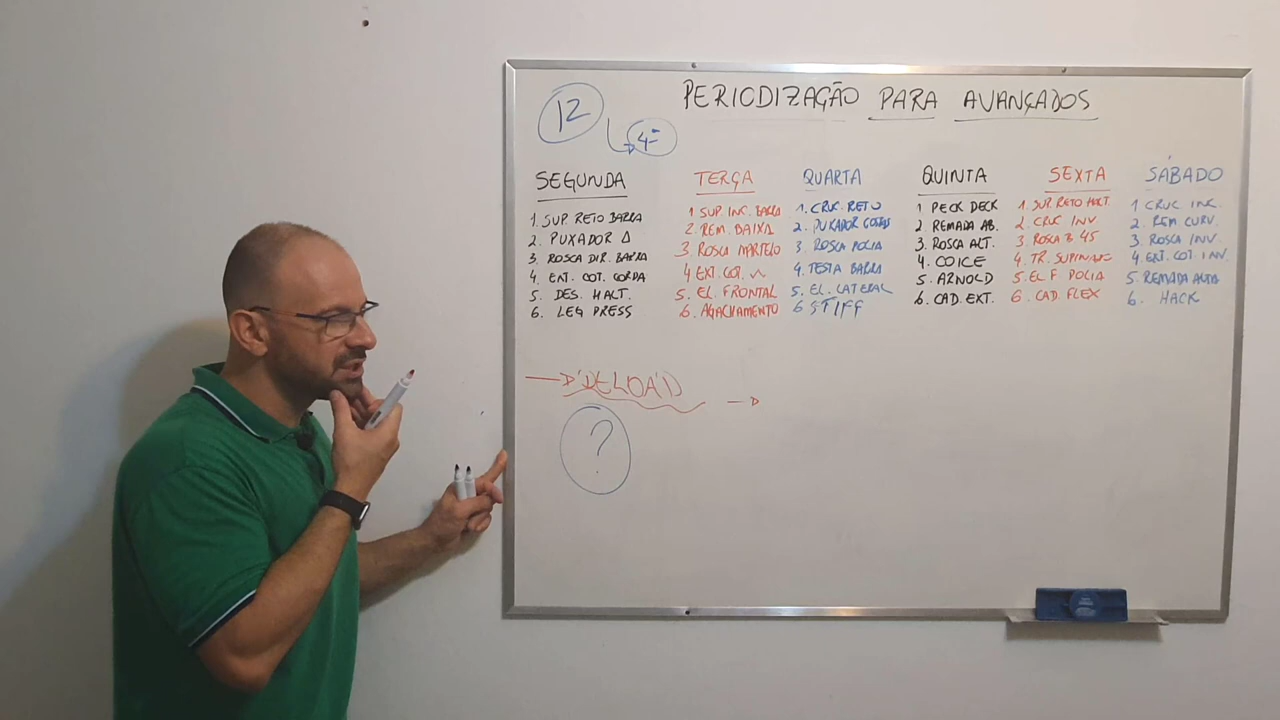 PERIODIZAÇÃO PARA AVANÇADOS
12
4
SEGUNDA
1. SUP. RETO BARRA
2. PUXADOR Δ
3. ROSCA DIR. BARRA
4. EXT. COT. CORDA
5. DES. HALT.
6. LEG PRESS
TERÇA
1 SUP. INC. BARRA
2. REM. BAIXA
3. ROSCA MARTELO
4 EXT. COT. V
5. EL. FRONTAL
6. AGACHAMENTO
QUARTA
1. CRUC. RETO
2. PUXADOR COSTAS
3. ROSCA POLIA
4. TESTA BARRA
5. EL. LATERAL
6 STIFF
QUINTA
1 PECK DECK
2. REMADA AB.
3. ROSCA ALT.
4. COICE
5. ARNOLD
6. CAD. EXT.
SEXTA
1 SUP RETO HALT.
2 CRUC INV.
3 ROSCA B 45
4. TR. SUPINADO
5 EL F POLIA
6 CAD FLEX
SÁBADO
1 CRUC INC.
2 REM CURV.
3 ROSCA INV.
4 EXT. COT. INV.
5 REMADA ALTA
6. HACK
→ "DELOAD" →
?